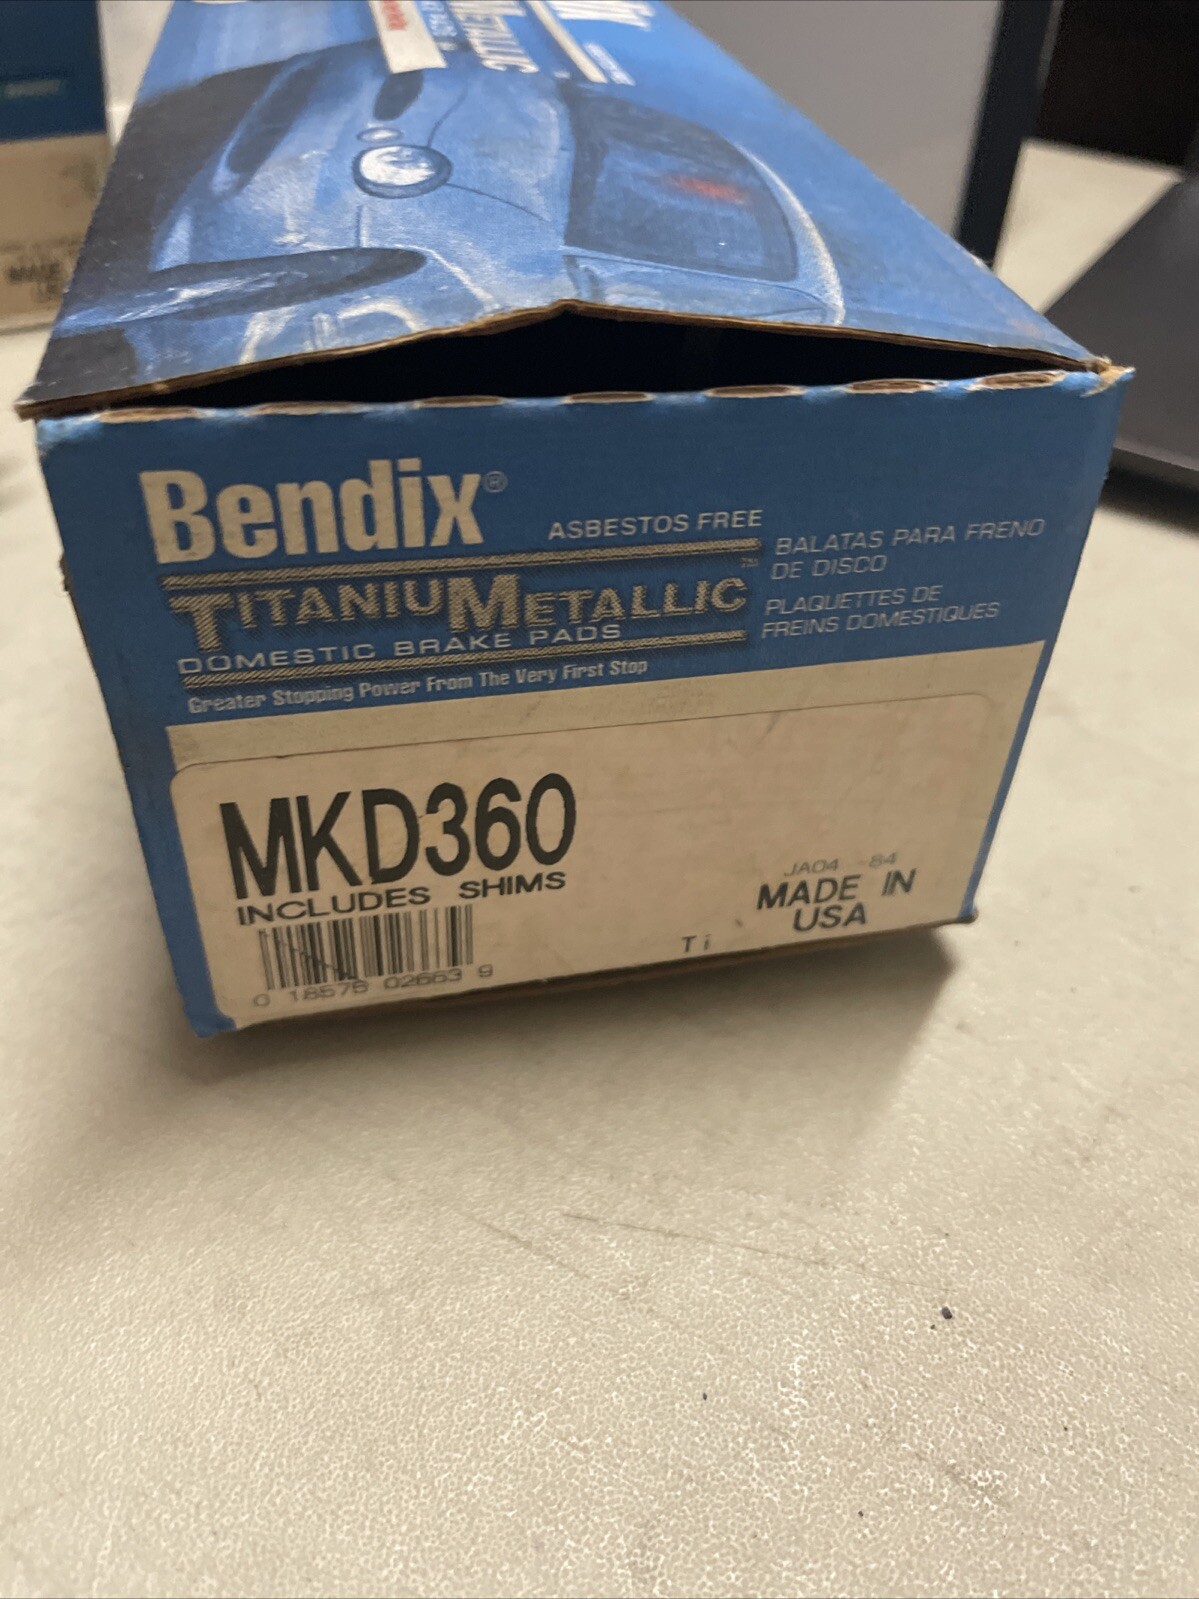 Bendix®
ASBESTOS FREE
TITANIUMETALLIC™
DOMESTIC BRAKE PADS
Greater Stopping Power From The Very First Stop
BALATAS PARA FRENO
DE DISCO
PLAQUETTES DE
FREINS DOMESTIQUES
MKD360
INCLUDES SHIMS
0 18576 02663 9
Ti
JA04 84
MADE IN
USA